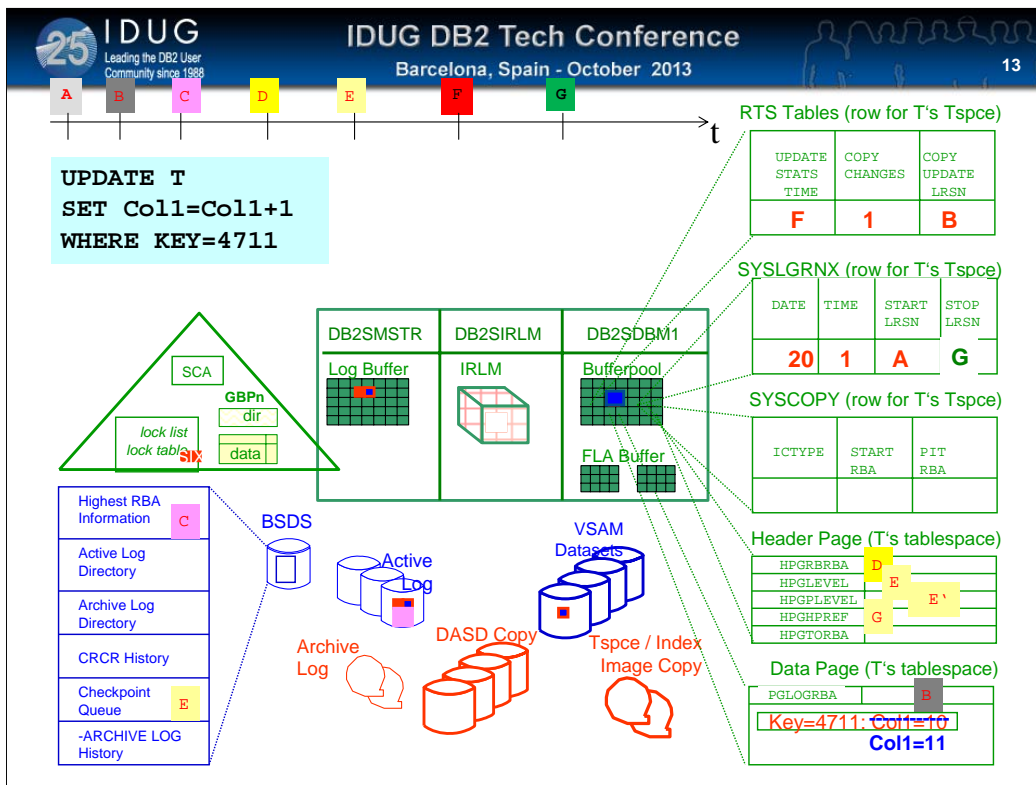 25 IDUG
Leading the DB2 User
Community since 1988
IDUG DB2 Tech Conference
Barcelona, Spain - October 2013
13
A B C D E F G
t
UPDATE T
SET Col1=Col1+1
WHERE KEY=4711
RTS Tables (row for T's Tspce)
UPDATE STATS TIME
COPY CHANGES
COPY UPDATE LRSN
F 1 B
SYSLGRNX (row for T's Tspce)
DATE TIME START LRSN STOP LRSN
20 1 A G
SYSCOPY (row for T's Tspce)
ICTYPE START RBA PIT RBA
Header Page (T's tablespace)
HPGRBRBA D
HPGLEVEL E
HPGPLEVEL E'
HPGHPREF G
HPGTORBA
Data Page (T's tablespace)
PGLOGRBA B
Key=4711: Col1=10
Col1=11
DB2SMSTR DB2SIRLM DB2SDBM1
Log Buffer IRLM Bufferpool
FLA Buffer
SCA
GBPn
dir
data
lock list
lock table
SIX
Highest RBA
Information C
Active Log
Directory
Archive Log
Directory
CRCR History
Checkpoint
Queue E
-ARCHIVE LOG
History
BSDS
Active
Log
VSAM
Datasets
Archive
Log
DASD Copy
Tspce / Index
Image Copy